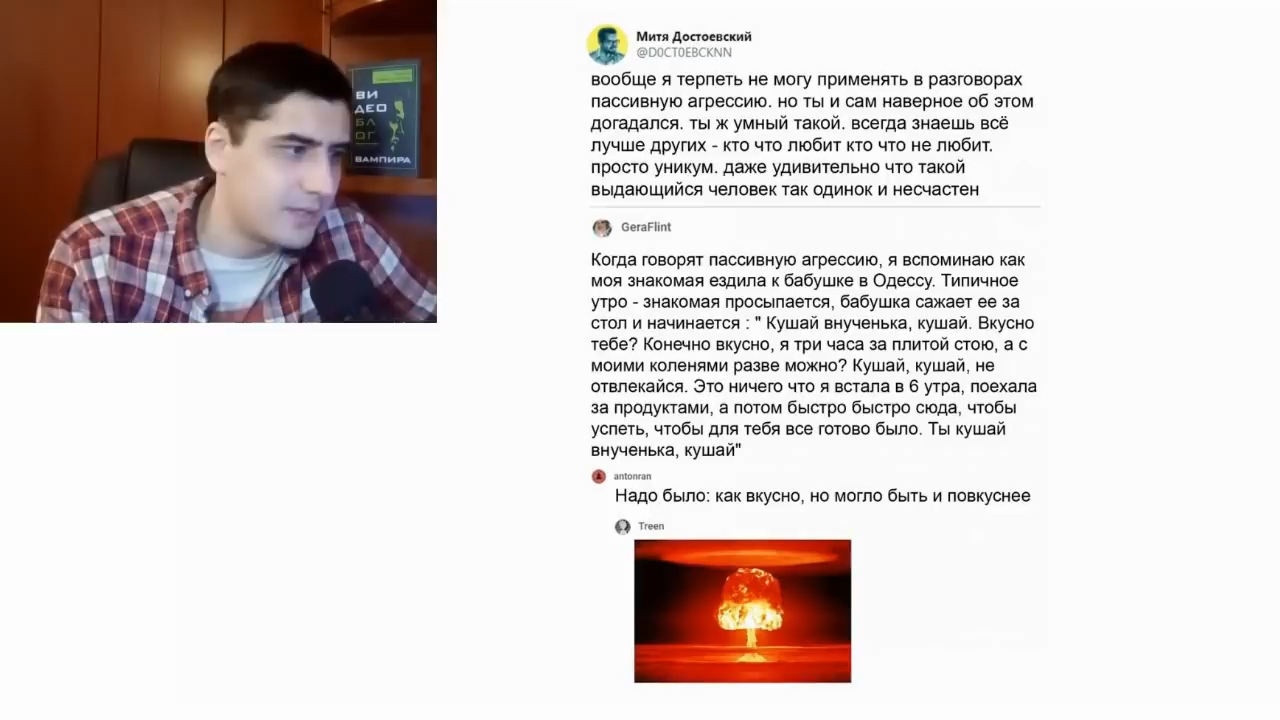 ВИ
ДЕО
БЛ
ОГ
ВАМПИРА
Митя Достоевский
@D0CT0EBCKNN
вообще я терпеть не могу применять в разговорах
пассивную агрессию. но ты и сам наверное об этом
догадался. ты ж умный такой. всегда знаешь всё
лучше других - кто что любит кто что не любит.
просто уникум. даже удивительно что такой
выдающийся человек так одинок и несчастен
GeraFlint
Когда говорят пассивную агрессию, я вспоминаю как
моя знакомая ездила к бабушке в Одессу. Типичное
утро - знакомая просыпается, бабушка сажает ее за
стол и начинается : " Кушай внученька, кушай. Вкусно
тебе? Конечно вкусно, я три часа за плитой стою, а с
моими коленями разве можно? Кушай, кушай, не
отвлекайся. Это ничего что я встала в 6 утра, поехала
за продуктами, а потом быстро быстро сюда, чтобы
успеть, чтобы для тебя все готово было. Ты кушай
внученька, кушай"
antonran
Надо было: как вкусно, но могло быть и повкуснее
Treen